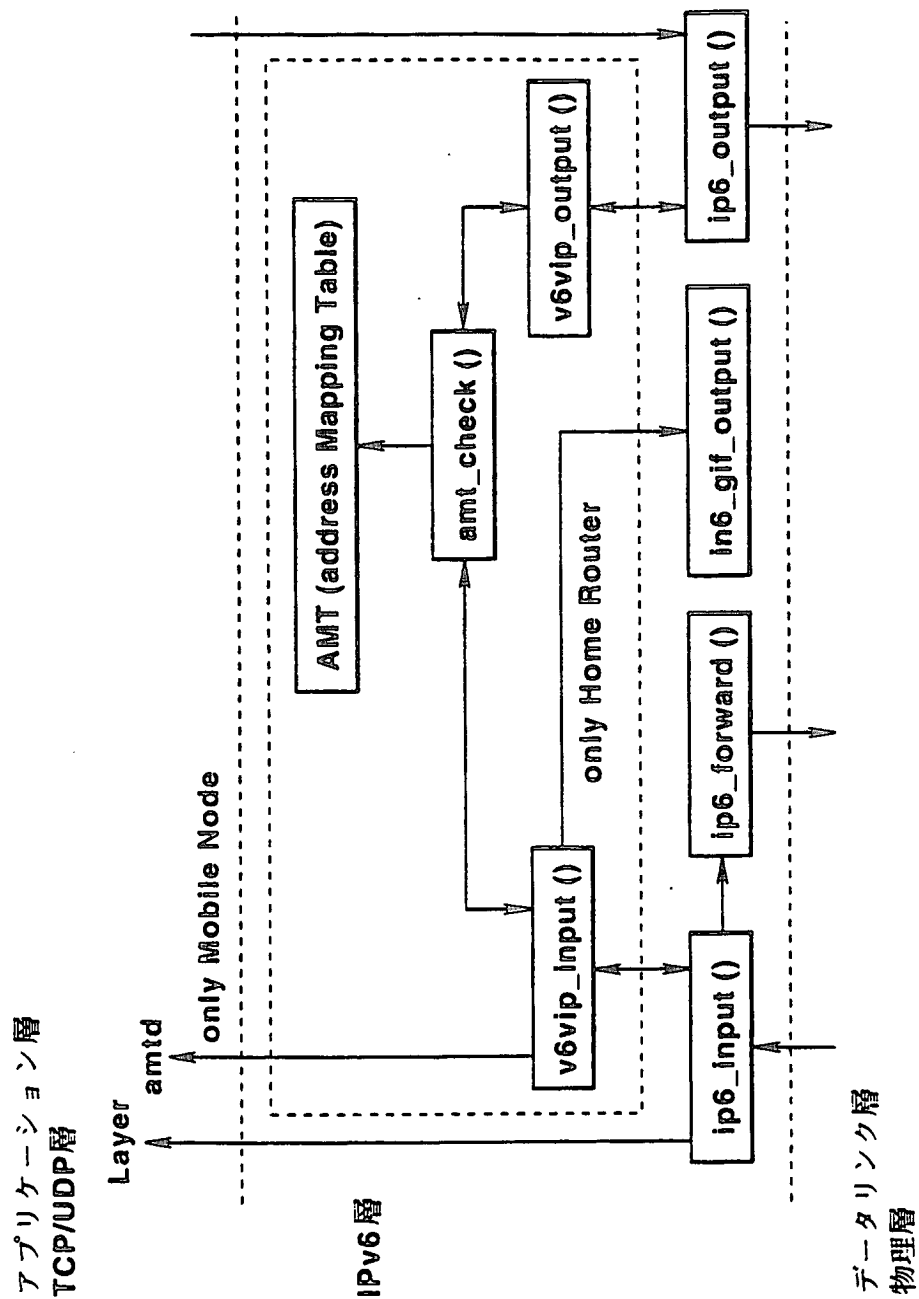 アプリケーション層
TCP/UDP層
Layer
amtd
only Mobile Node
IPv6層
AMT (address Mapping Table)
amt_check ()
v6vip_input ()
v6vip_output ()
only Home Router
ip6_input ()
ip6_forward ()
in6_gif_output ()
ip6_output ()
データリンク層
物理層